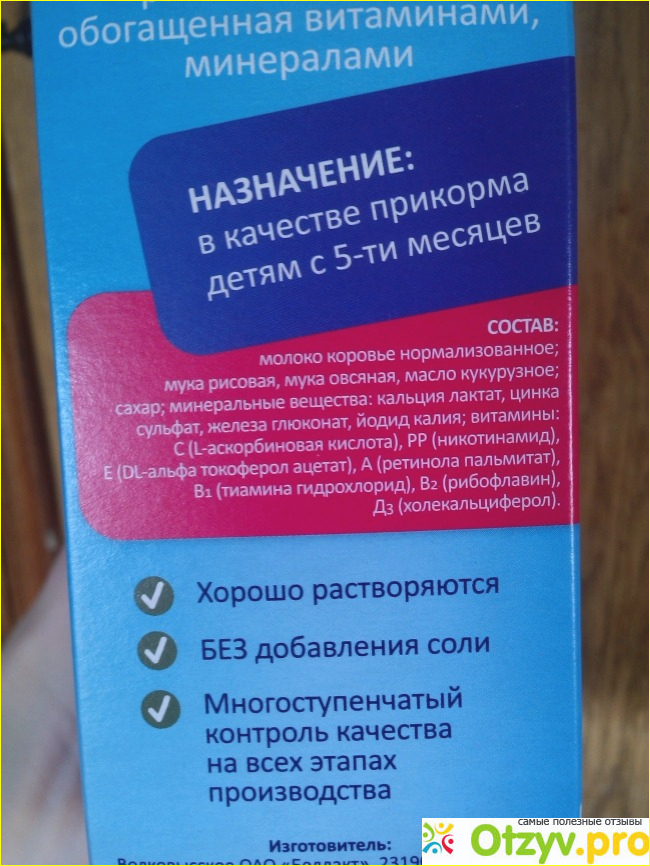 обогащенная витаминами,
минералами
НАЗНАЧЕНИЕ:
в качестве прикорма
детям с 5-ти месяцев
СОСТАВ:
молоко коровье нормализованное;
мука рисовая, мука овсяная, масло кукурузное;
сахар; минеральные вещества: кальция лактат, цинка
сульфат, железа глюконат, йодид калия; витамины:
С (L-аскорбиновая кислота), РР (никотинамид),
Е (DL-альфа токоферол ацетат), А (ретинола пальмитат),
В₁ (тиамина гидрохлорид), В₂ (рибофлавин),
Д₃ (холекальциферол).
Хорошо растворяются
БЕЗ добавления соли
Многоступенчатый
контроль качества
на всех этапах
производства
Изготовитель:
Волковысское ОАО «Беллакт»,
самые полезные отзывы
Otzyv.pro